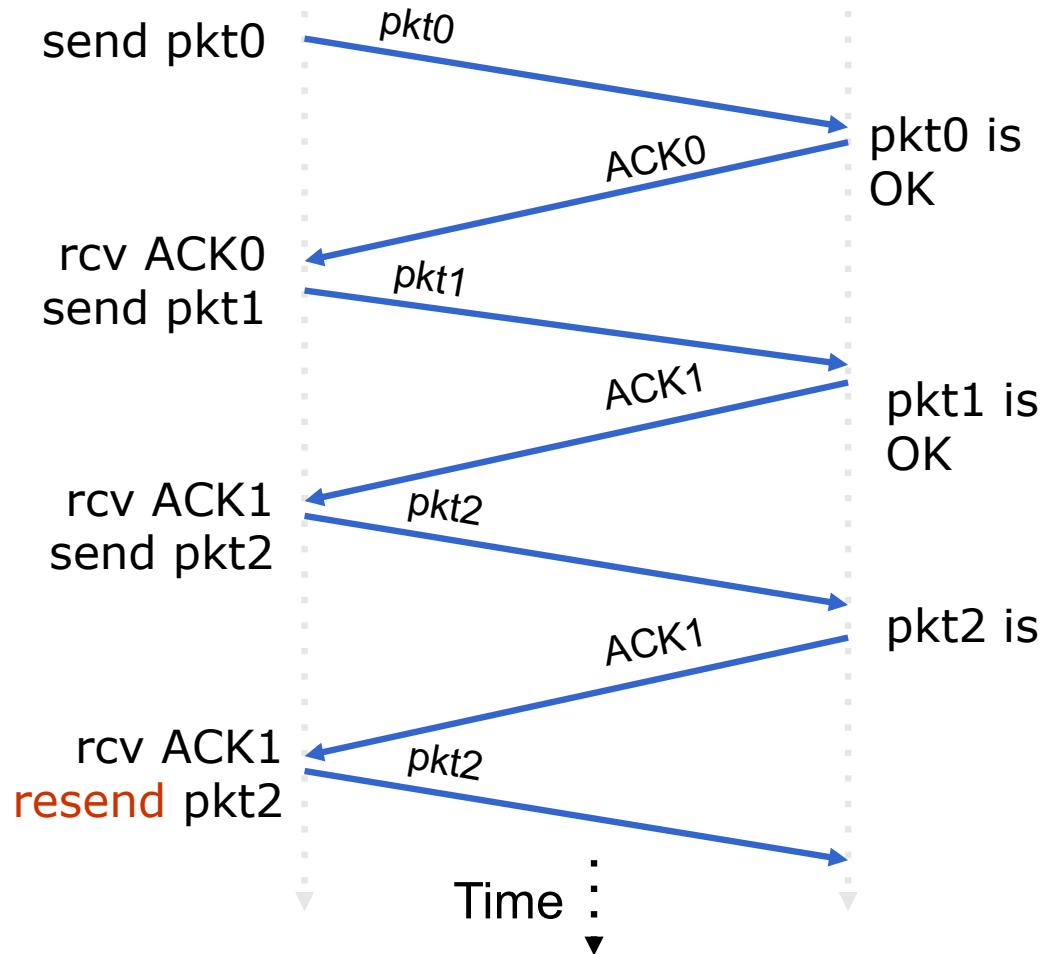 send pkt0
pkt0
pkt0 is
OK
ACK0
rcv ACK0
send pkt1
pkt1
ACK1
pkt1 is
OK
rcv ACK1
send pkt2
pkt2
pkt2 is
ACK1
rcv ACK1
resend pkt2
pkt2
Time